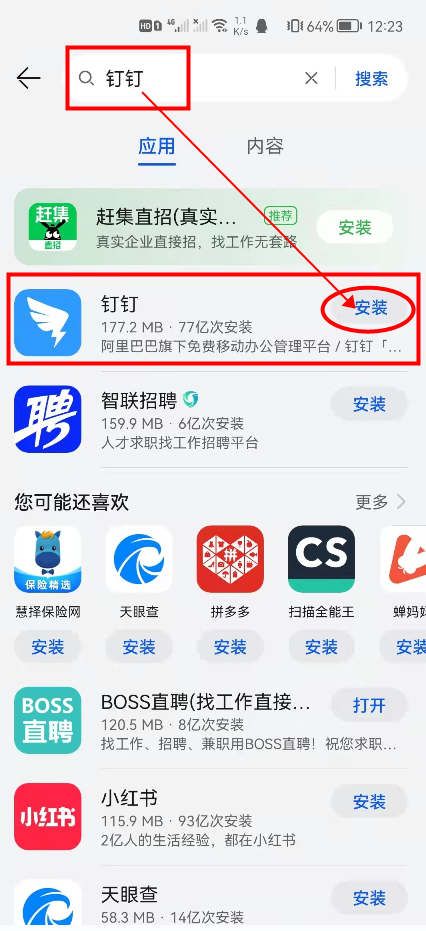 HD 1 4G 1.1 K/s 64% 12:23
钉钉 搜索
应用 内容
赶集直招(真实... 推荐
真实企业直接招，找工作无套路
安装
赶集
直招
钉钉
177.2 MB · 77亿次安装
阿里巴巴旗下免费移动办公管理平台 / 钉钉「...
安装
聘
智联招聘
159.9 MB · 6亿次安装
人才求职找工作招聘平台
安装
您可能还喜欢 更多
保险精选 拼 CS
慧择保险网 天眼查 拼多多 扫描全能王 蝉妈
安装 安装 安装 安装 安装
BOSS
直聘
BOSS直聘(找工作直接...
120.5 MB · 8亿次安装
找工作、招聘、兼职用BOSS直聘！祝您求职...
打开
小红书
小红书
115.9 MB · 93亿次安装
2亿人的生活经验，都在小红书
安装
天眼查
58.3 MB · 14亿次安装
安装